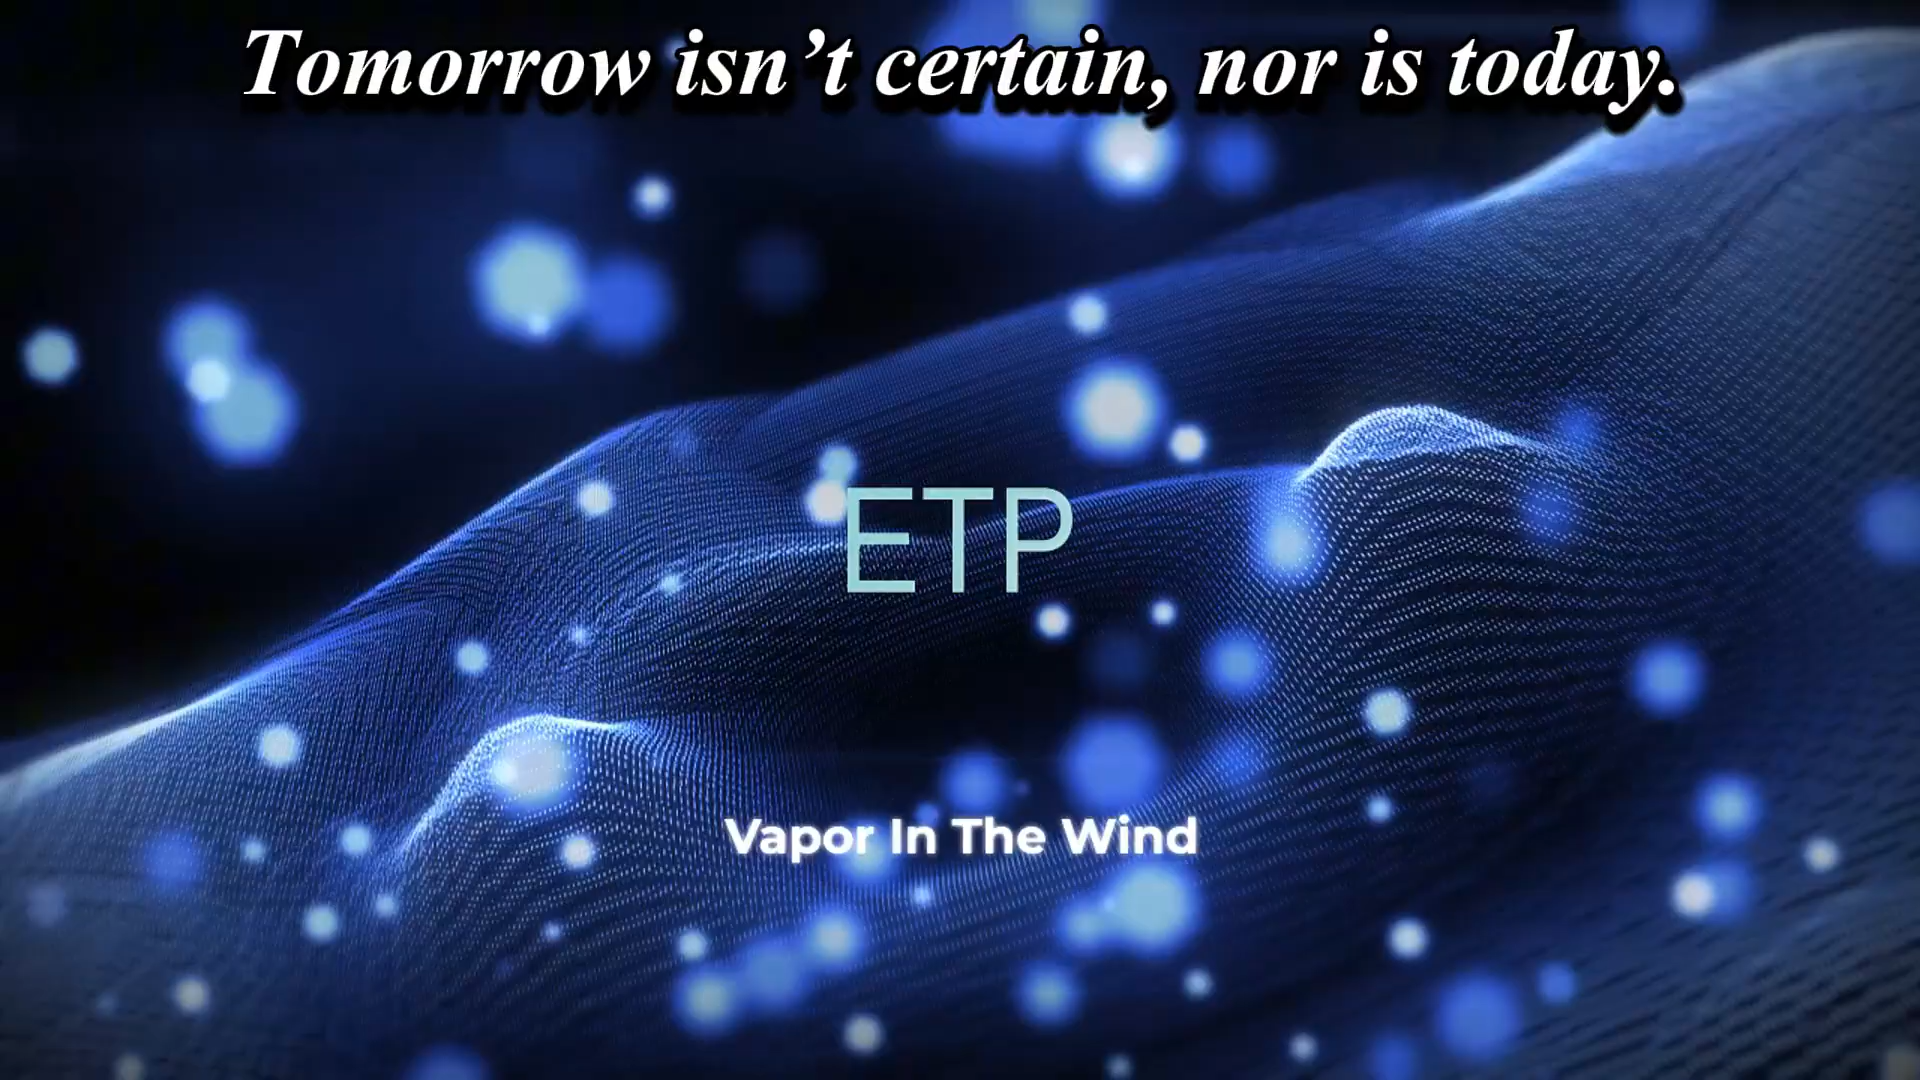 Tomorrow isn’t certain, nor is today.
ETP
Vapor In The Wind